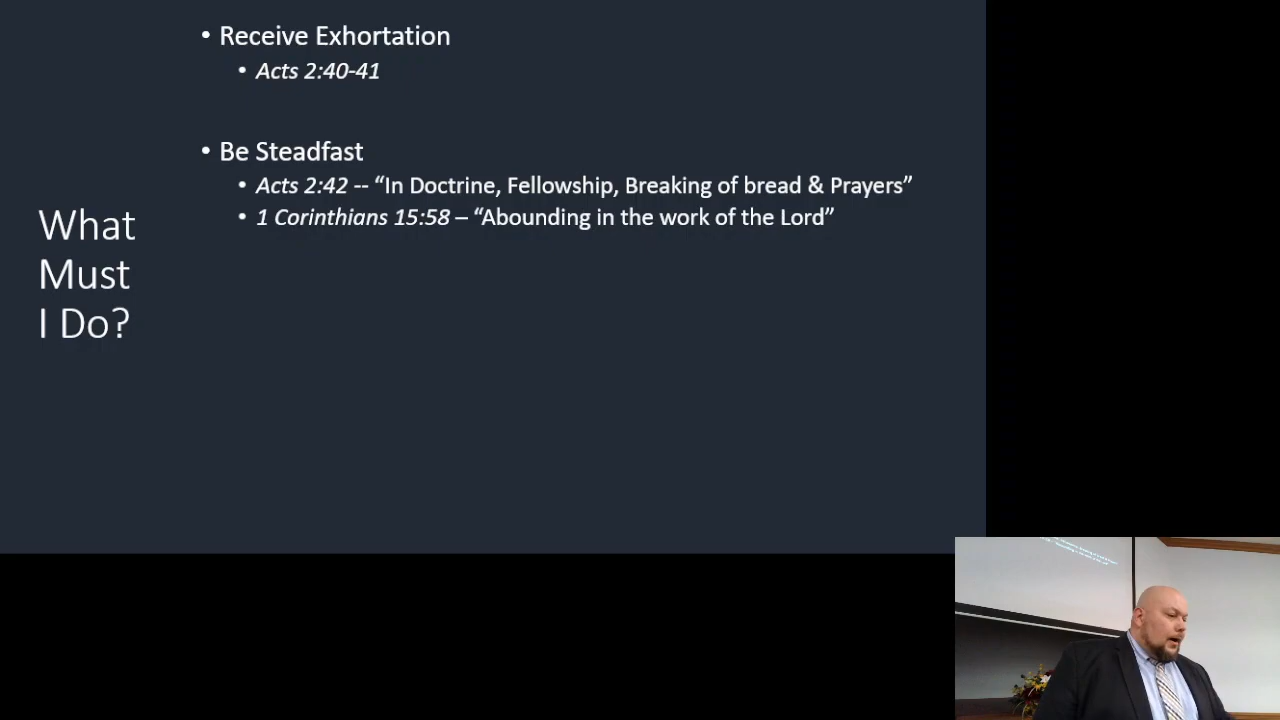 • Receive Exhortation
• Acts 2:40-41
• Be Steadfast
• Acts 2:42 -- “In Doctrine, Fellowship, Breaking of bread & Prayers”
• 1 Corinthians 15:58 – “Abounding in the work of the Lord”
What
Must
I Do?